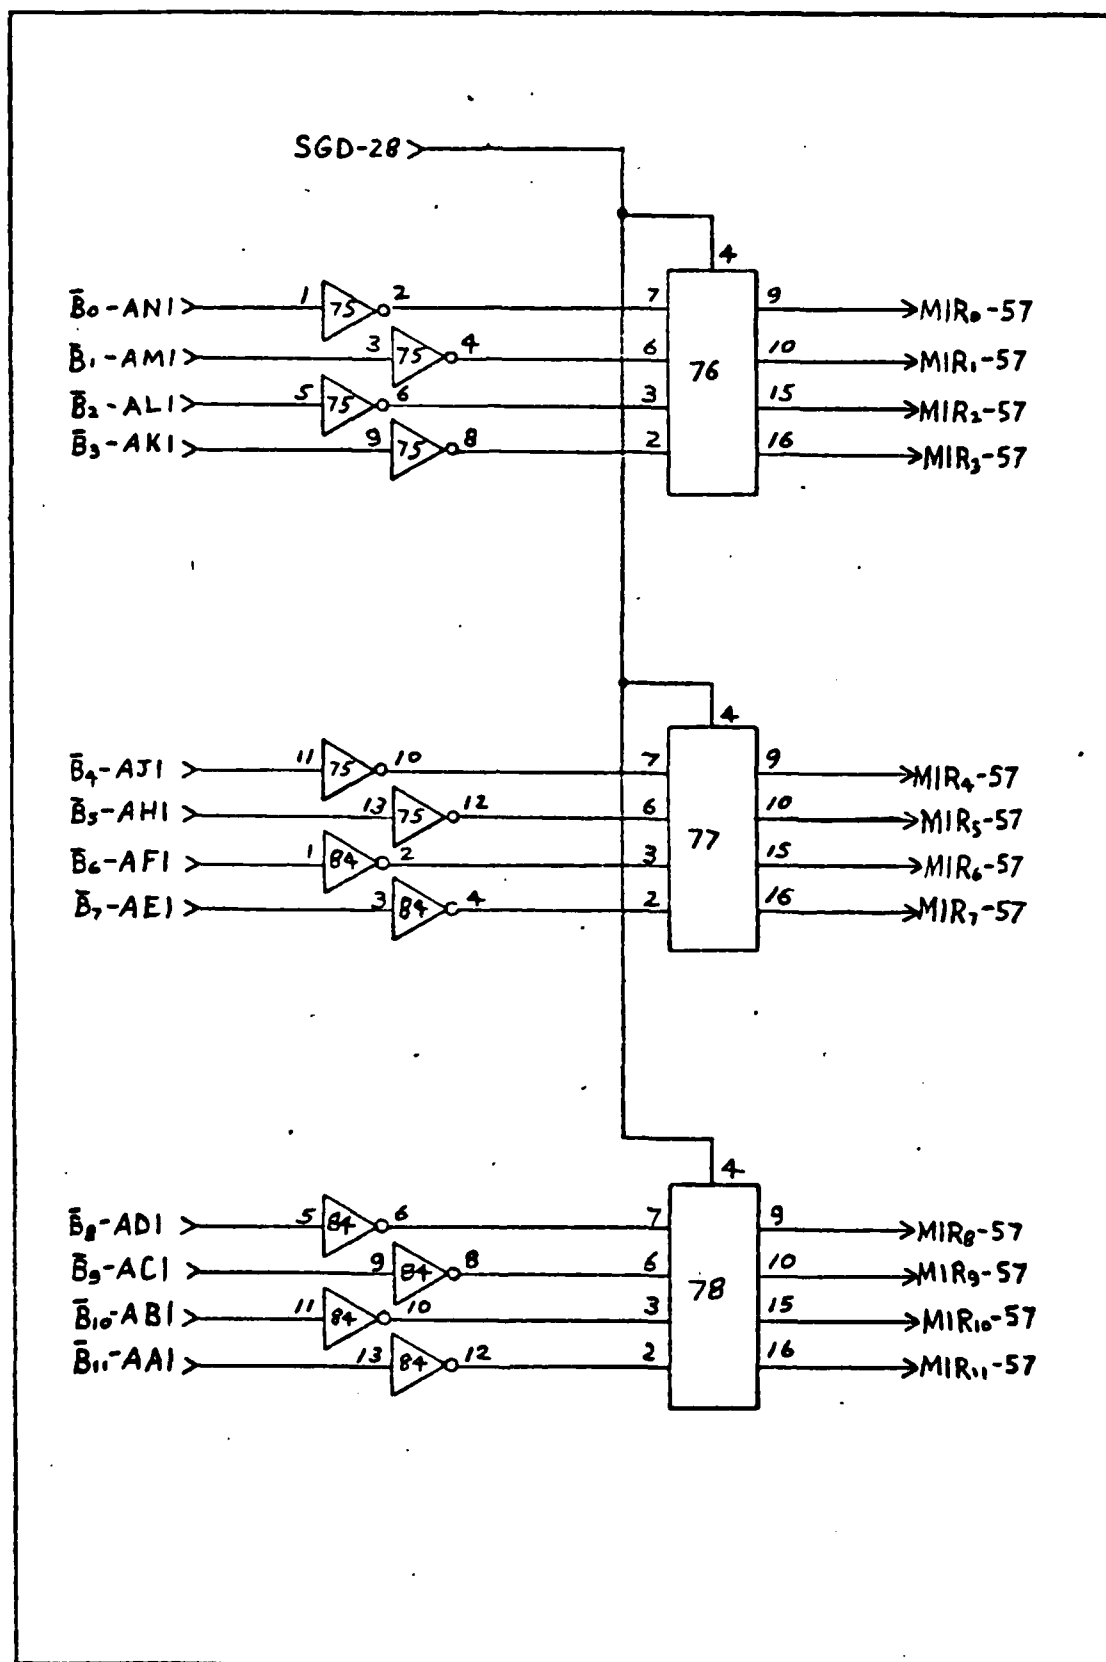 SGD-28
4
B̄₀-AN1 1 75 2 7 9 MIR₀-57
B̄₁-AM1 3 75 4 6 10 MIR₁-57
76
B̄₂-AL1 5 75 6 3 15 MIR₂-57
B̄₃-AK1 9 75 8 2 16 MIR₃-57
4
B̄₄-AJ1 11 75 10 7 9 MIR₄-57
B̄₅-AH1 13 75 12 6 10 MIR₅-57
77
B̄₆-AF1 1 84 2 3 15 MIR₆-57
B̄₇-AE1 3 84 4 2 16 MIR₇-57
4
B̄₈-AD1 5 84 6 7 9 MIR₈-57
B̄₉-AC1 9 84 8 6 10 MIR₉-57
78
B̄₁₀-AB1 11 84 10 3 15 MIR₁₀-57
B̄₁₁-AA1 13 84 12 2 16 MIR₁₁-57